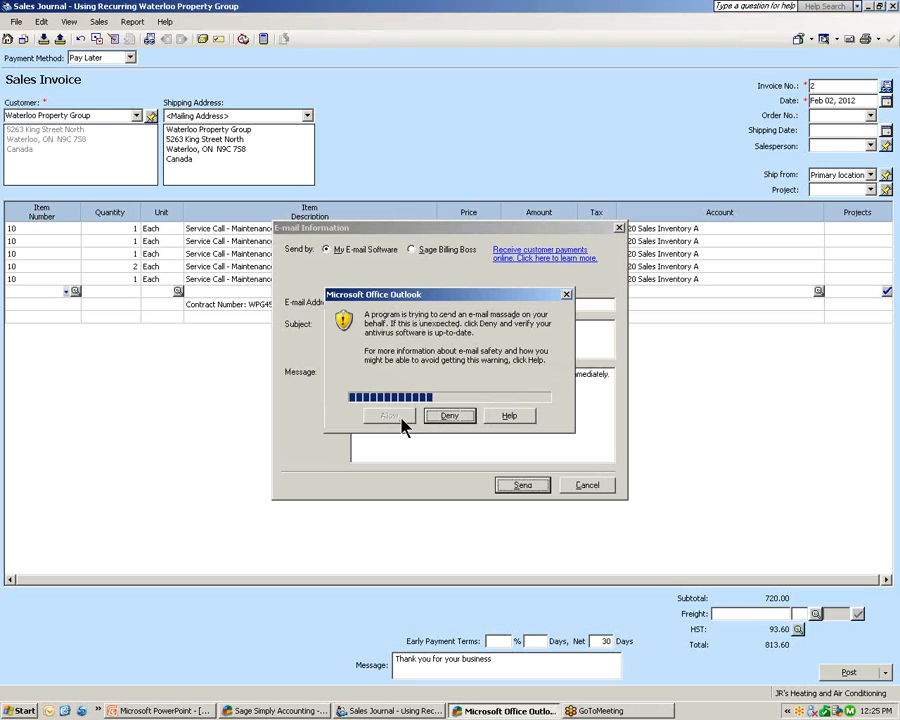 Sales Journal - Using Recurring Waterloo Property Group
Type a question for help
Help Search
File Edit View Sales Report Help
Payment Method: Pay Later
Sales Invoice
Invoice No.: * 2
Date: * Feb 02, 2012
Order No.:
Shipping Date:
Salesperson:
Ship from: Primary location
Project:
Customer: *
Waterloo Property Group
5263 King Street North
Waterloo, ON N9C 7S8
Canada
Shipping Address:
<Mailing Address>
Waterloo Property Group
5263 King Street North
Waterloo, ON N9C 7S8
Canada
Item Number Quantity Unit Item Description Price Amount Tax Account Projects
10 1 Each Service Call - Maintenance 20 Sales Inventory A
10 1 Each Service Call - Maintenance 20 Sales Inventory A
10 1 Each Service Call - Maintenance 20 Sales Inventory A
10 2 Each Service Call - Maintenance 20 Sales Inventory A
10 1 Each Service Call - Maintenance 20 Sales Inventory A
Contract Number: WPG45
E-mail Information
Send by: My E-mail Software Sage Billing Boss
Receive customer payments
online. Click here to learn more.
E-mail Addr
Subject:
Message:
immediately.
Send Cancel
Microsoft Office Outlook
A program is trying to send an e-mail message on your
behalf. If this is unexpected, click Deny and verify your
antivirus software is up-to-date.
For more information about e-mail safety and how you
might be able to avoid getting this warning, click Help.
Allow Deny Help
Subtotal: 720.00
Freight:
HST: 93.60
Total: 813.60
Early Payment Terms: % Days, Net 30 Days
Message: Thank you for your business
Post
JR's Heating and Air Conditioning
Start
Microsoft PowerPoint - [...
Sage Simply Accounting -...
Sales Journal - Using Rec...
Microsoft Office Outlo...
GoToMeeting
12:25 PM